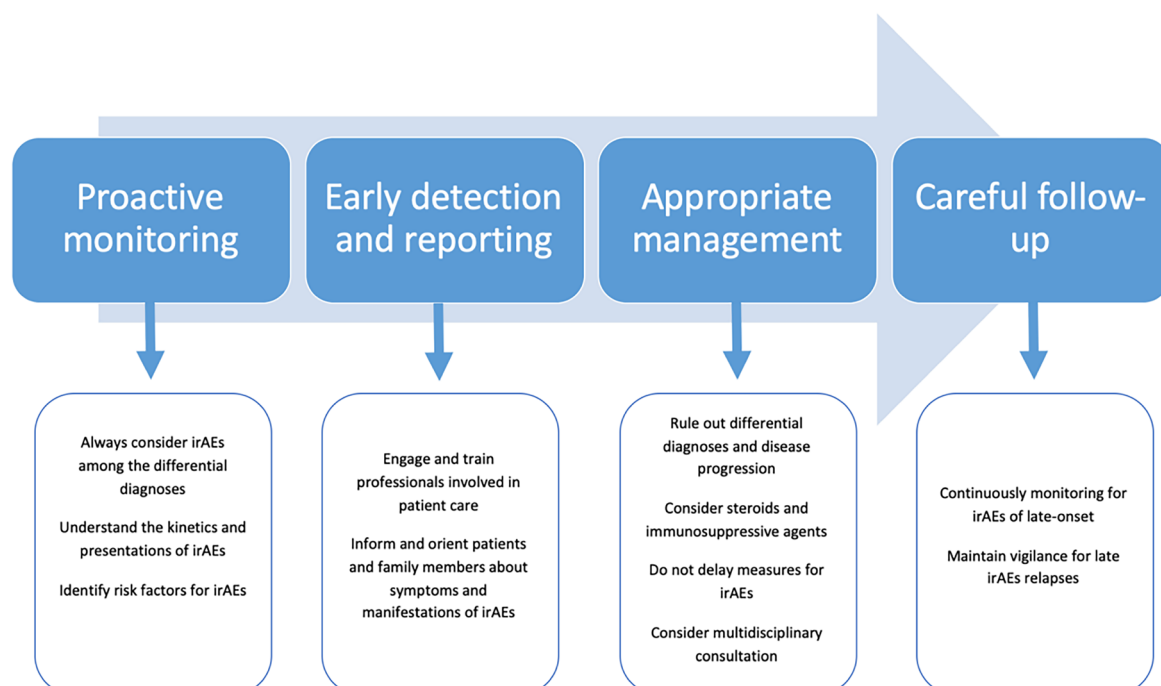 Proactive
monitoring
Early detection
and reporting
Appropriate
management
Careful follow-
up
Always consider irAEs
among the differential
diagnoses
Understand the kinetics and
presentations of irAEs
Identify risk factors for irAEs
Engage and train
professionals involved in
patient care
Inform and orient patients
and family members about
symptoms and
manifestations of irAEs
Rule out differential
diagnoses and disease
progression
Consider steroids and
immunosuppressive agents
Do not delay measures for
irAEs
Consider multidisciplinary
consultation
Continuously monitoring for
irAEs of late-onset
Maintain vigilance for late
irAEs relapses